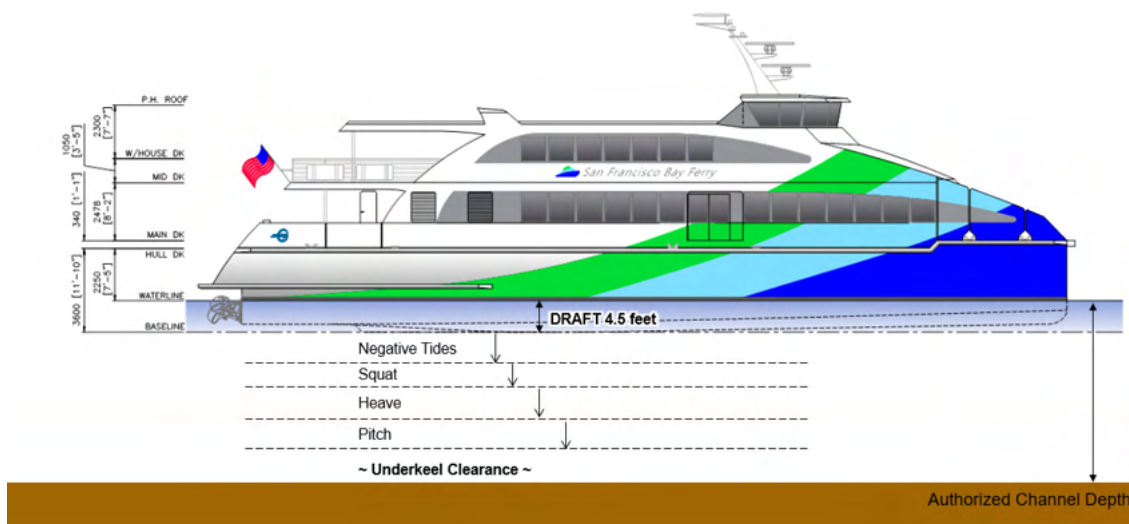 P.H. ROOF
2300
[7'-7"]
1050
[3'-5"]
W/HOUSE DK
MID DK
340 [1'-1"]
2478
[8'-2"]
MAIN DK
HULL DK
3600 [11'-10"]
2250
[7'-5"]
WATERLINE
BASELINE
San Francisco Bay Ferry
DRAFT 4.5 feet
Negative Tides
Squat
Heave
Pitch
~ Underkeel Clearance ~
Authorized Channel Depth